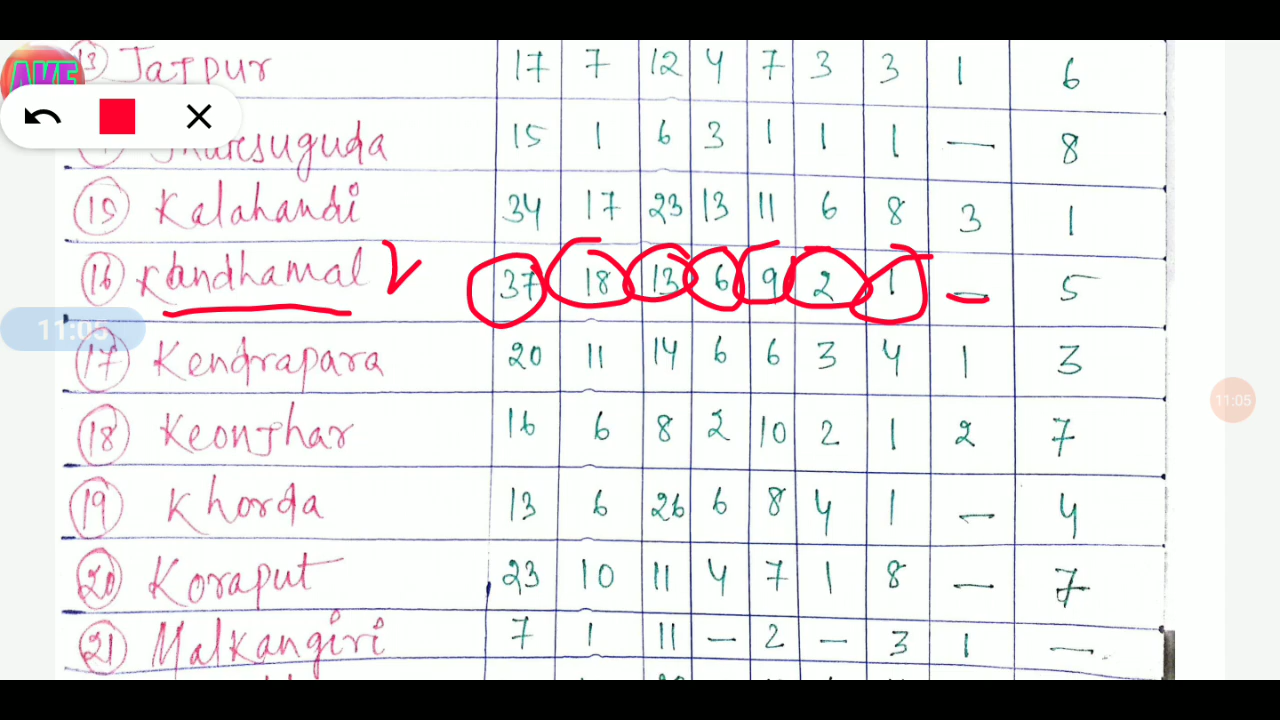 AKE
13 Jajpur 17 7 12 4 7 3 3 1 6
Jharsuguda 15 1 6 3 1 1 1 — 8
15 Kalahandi 34 17 23 13 11 6 8 3 1
16 Kandhamal 37 18 13 6 9 2 1 — 5
11:05
17 Kendrapara 20 11 14 6 6 3 4 1 3
11:05
18 Keonjhar 16 6 8 2 10 2 1 2 7
19 Khorda 13 6 26 6 8 4 1 — 4
20 Koraput 23 10 11 4 7 1 8 — 7
21 Malkangiri 7 1 11 — 2 — 3 1 —